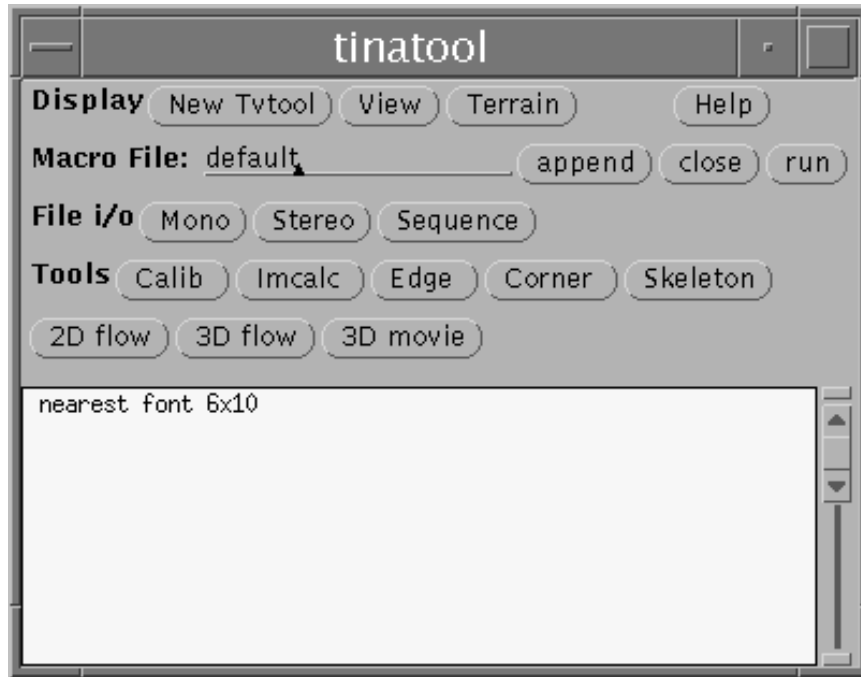 tinatool
Display New Tvtool View Terrain Help
Macro File: default append close run
File i/o Mono Stereo Sequence
Tools Calib Imcalc Edge Corner Skeleton
2D flow 3D flow 3D movie
nearest font 6x10